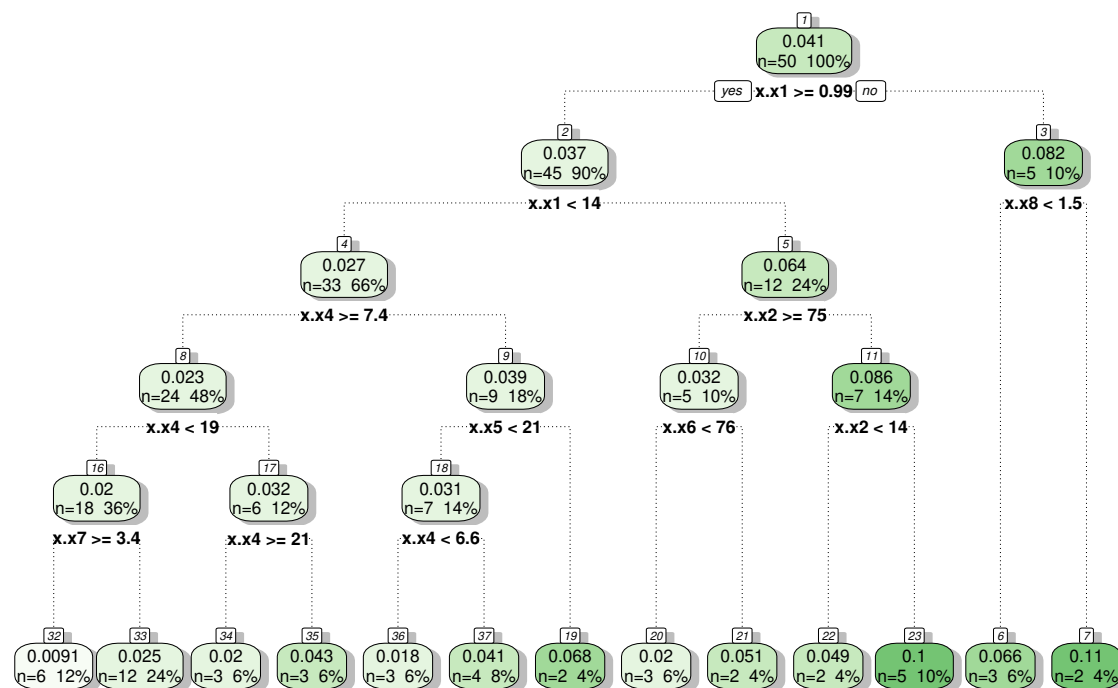 1
0.041
n=50 100%
yes x.x1 >= 0.99 no
2
0.037
n=45 90%
3
0.082
n=5 10%
x.x1 < 14
x.x8 < 1.5
4
0.027
n=33 66%
5
0.064
n=12 24%
x.x4 >= 7.4
x.x2 >= 75
8
0.023
n=24 48%
9
0.039
n=9 18%
10
0.032
n=5 10%
11
0.086
n=7 14%
x.x4 < 19
x.x5 < 21
x.x6 < 76
x.x2 < 14
16
0.02
n=18 36%
17
0.032
n=6 12%
18
0.031
n=7 14%
x.x7 >= 3.4
x.x4 >= 21
x.x4 < 6.6
32
0.0091
n=6 12%
33
0.025
n=12 24%
34
0.02
n=3 6%
35
0.043
n=3 6%
36
0.018
n=3 6%
37
0.041
n=4 8%
19
0.068
n=2 4%
20
0.02
n=3 6%
21
0.051
n=2 4%
22
0.049
n=2 4%
23
0.1
n=5 10%
6
0.066
n=3 6%
7
0.11
n=2 4%